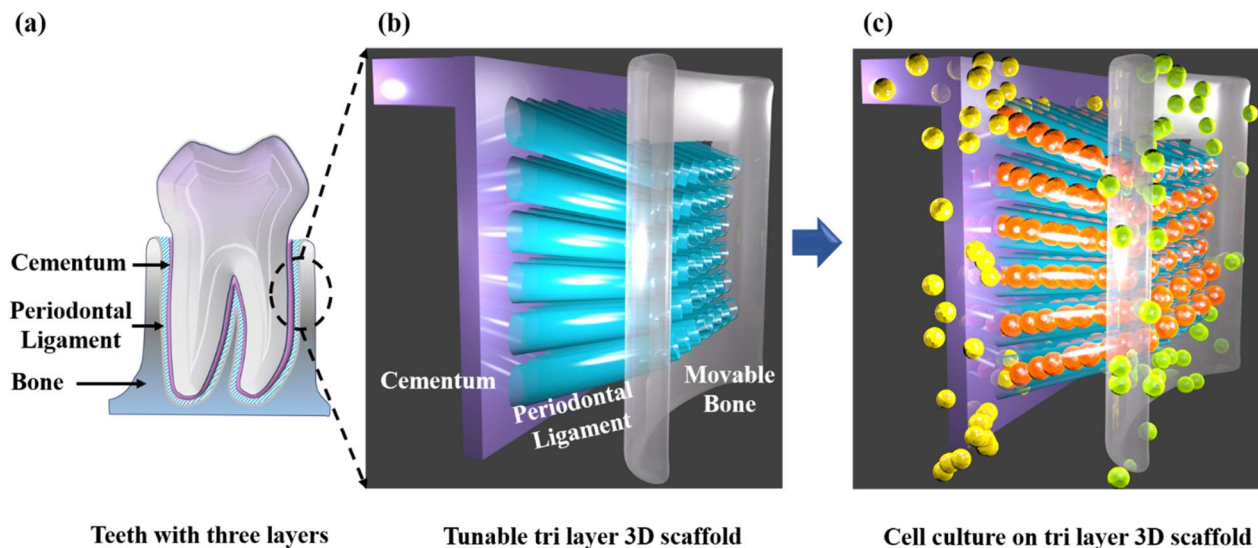 (a)
Cementum
Periodontal
Ligament
Bone
Teeth with three layers
(b)
Cementum
Periodontal
Ligament
Movable
Bone
Tunable tri layer 3D scaffold
(c)
Cell culture on tri layer 3D scaffold